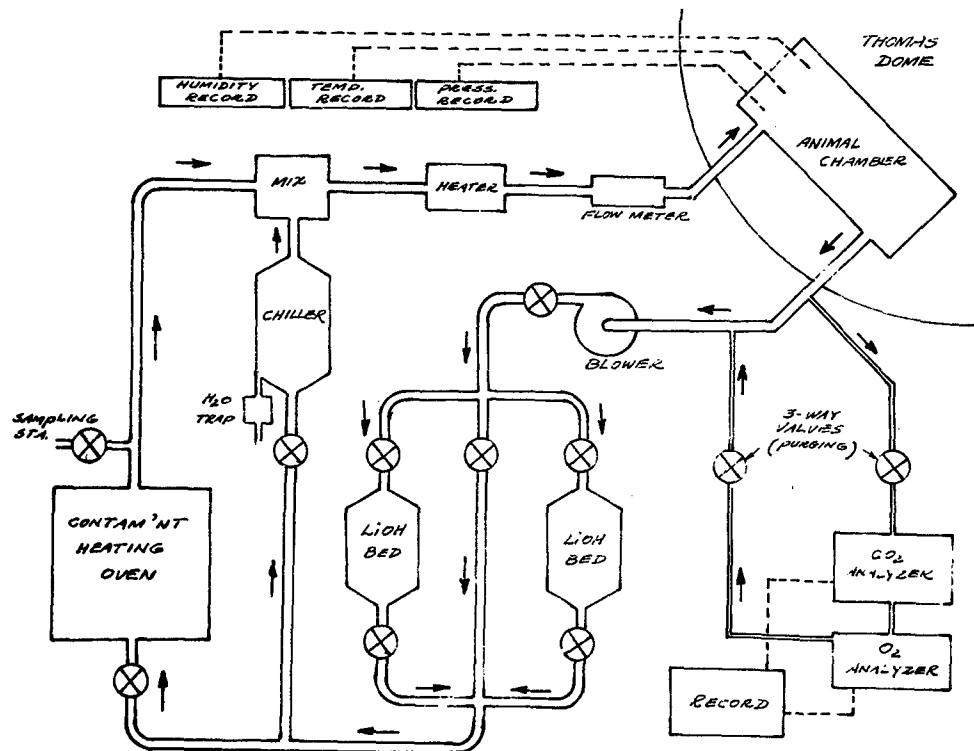 THOMAS
DOME
HUMIDITY
RECORD
TEMP.
RECORD
PRESS.
RECORD
ANIMAL
CHAMBER
MIX
HEATER
FLOW METER
CHILLER
BLOWER
H2O
TRAP
SAMPLING
STA.
3-WAY
VALVES
(PURGING)
CONTAM'NT
HEATING
OVEN
LiOH
BED
LiOH
BED
CO2
ANALYZER
O2
ANALYZER
RECORD